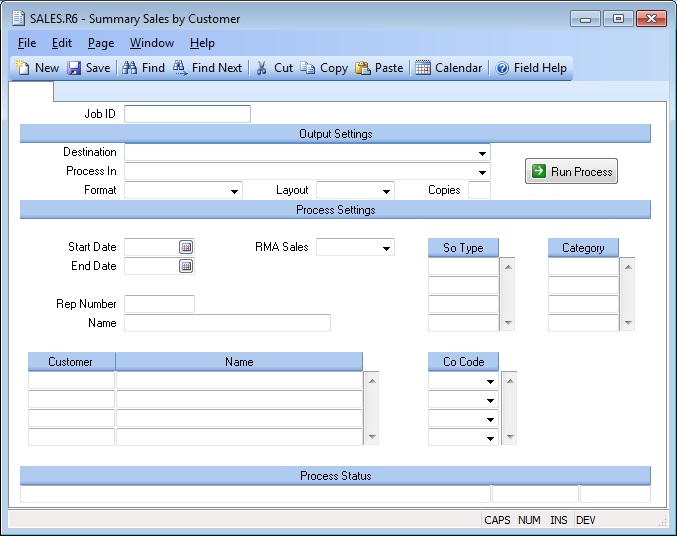 SALES.R6 - Summary Sales by Customer
File Edit Page Window Help
New Save Find Find Next Cut Copy Paste Calendar Field Help
Job ID
Output Settings
Destination
Process In
Run Process
Format Layout Copies
Process Settings
Start Date RMA Sales So Type Category
End Date
Rep Number
Name
Customer Name Co Code
Process Status
CAPS NUM INS DEV